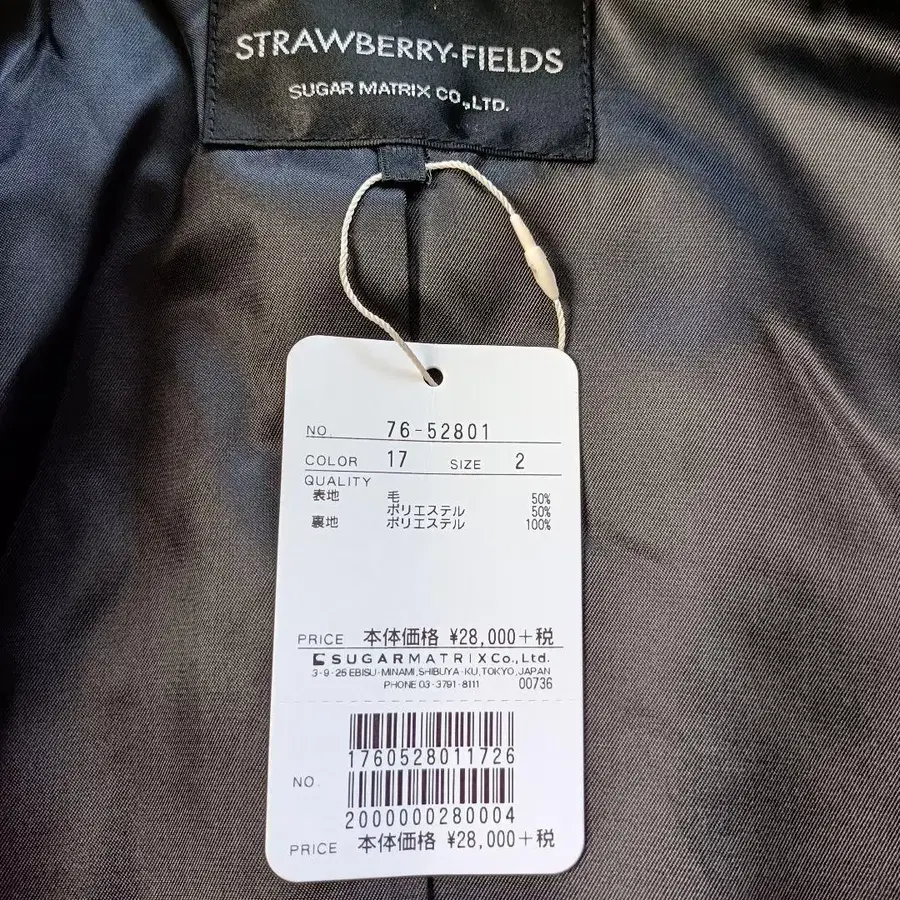 STRAWBERRY-FIELDS
SUGAR MATRIX CO.,LTD.
NO. 76-52801
COLOR 17 SIZE 2
QUALITY
表地 毛 50%
ポリエステル 50%
裏地 ポリエステル 100%
PRICE 本体価格 ¥28,000+税
SUGARMATRIXCo.,Ltd.
3-9-25 EBISU-MINAMI,SHIBUYA-KU,TOKYO,JAPAN
PHONE 03-3791-8111 00736
1760528011726
NO.
2000000280004
PRICE 本体価格 ¥28,000+税